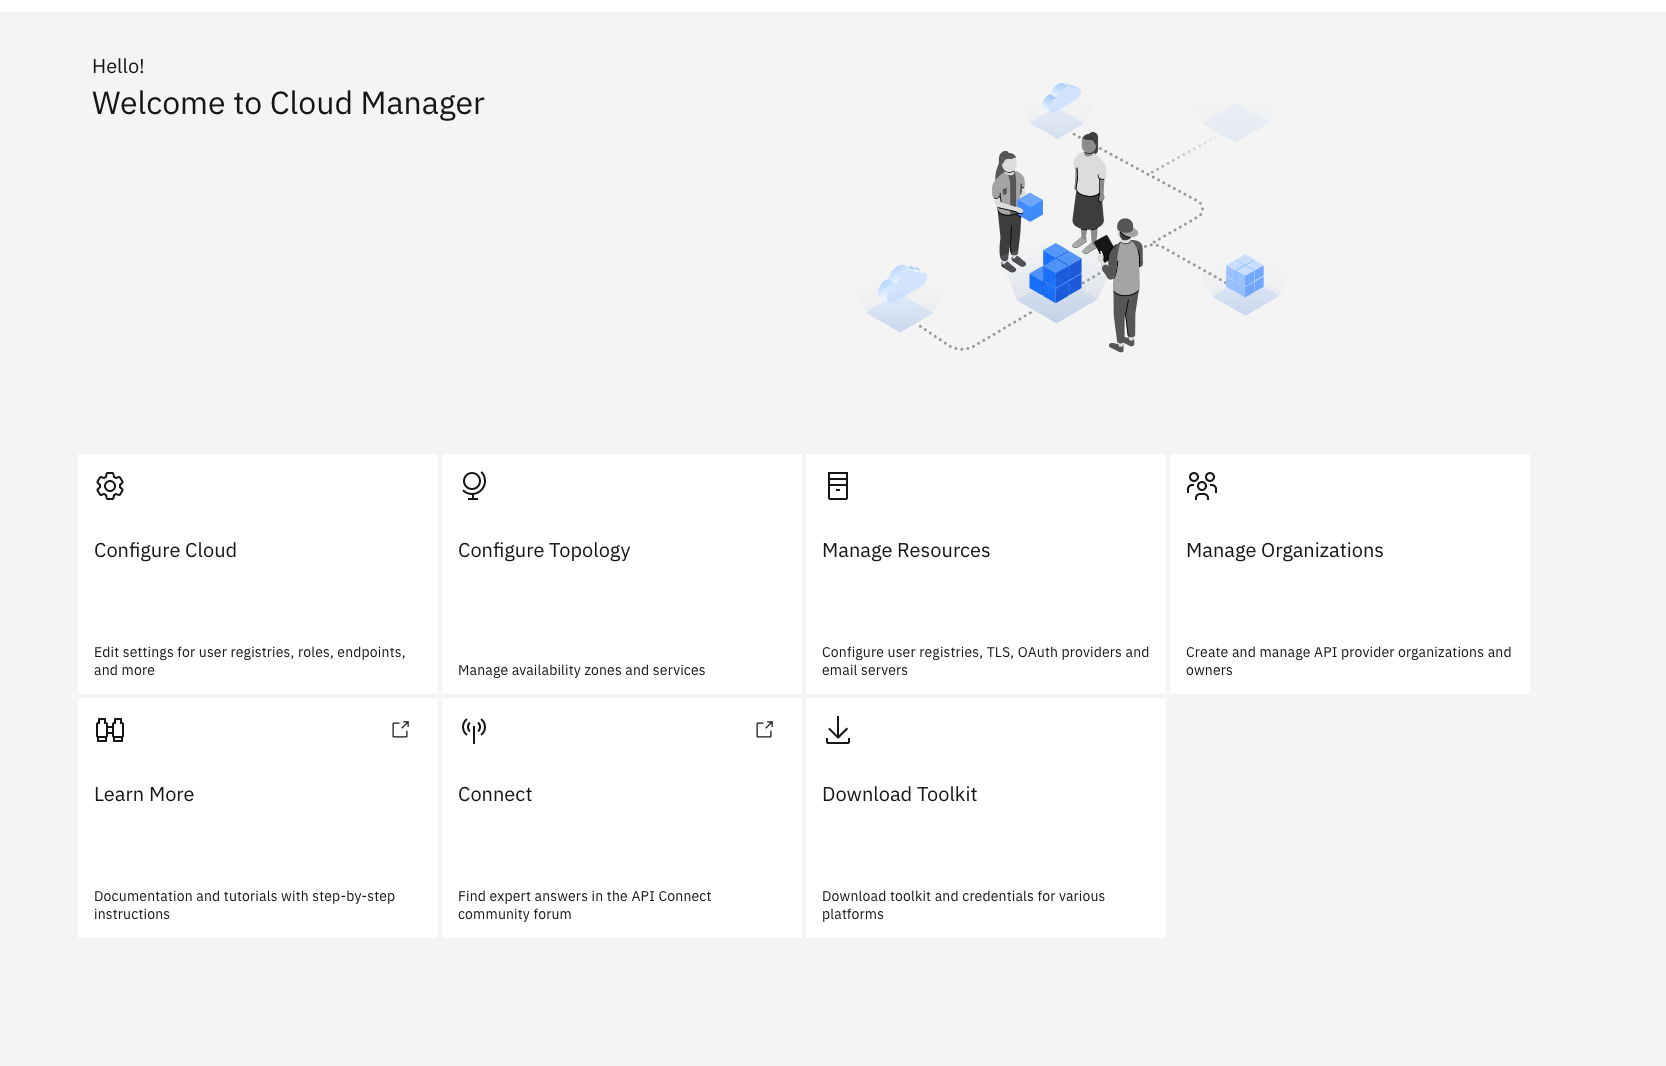 Hello!
Welcome to Cloud Manager
Configure Cloud
Edit settings for user registries, roles, endpoints,
and more
Configure Topology
Manage availability zones and services
Manage Resources
Configure user registries, TLS, OAuth providers and
email servers
Manage Organizations
Create and manage API provider organizations and
owners
Learn More
Documentation and tutorials with step-by-step
instructions
Connect
Find expert answers in the API Connect
community forum
Download Toolkit
Download toolkit and credentials for various
platforms